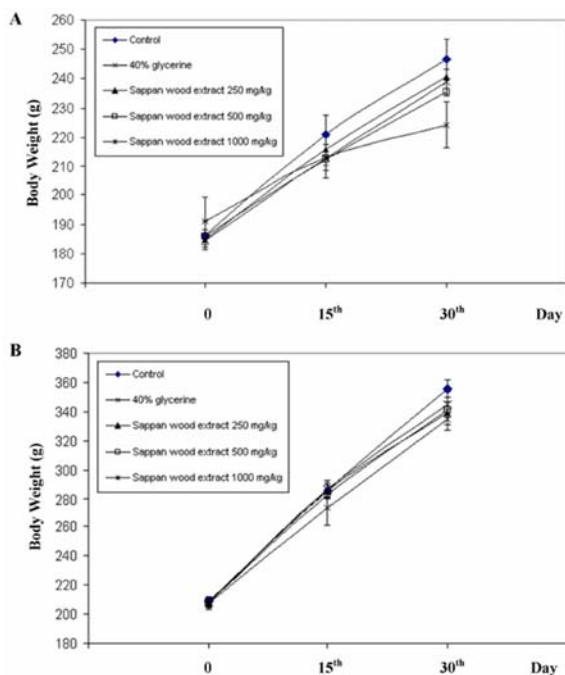 A
260
250
240
230
220
210
200
190
180
170
Body Weight (g)
Control
40% glycerine
Sappan wood extract 250 mg/kg
Sappan wood extract 500 mg/kg
Sappan wood extract 1000 mg/kg
0 15th 30th Day
B
380
360
340
320
300
280
260
240
220
200
180
Body Weight (g)
Control
40% glycerine
Sappan wood extract 250 mg/kg
Sappan wood extract 500 mg/kg
Sappan wood extract 1000 mg/kg
0 15th 30th Day